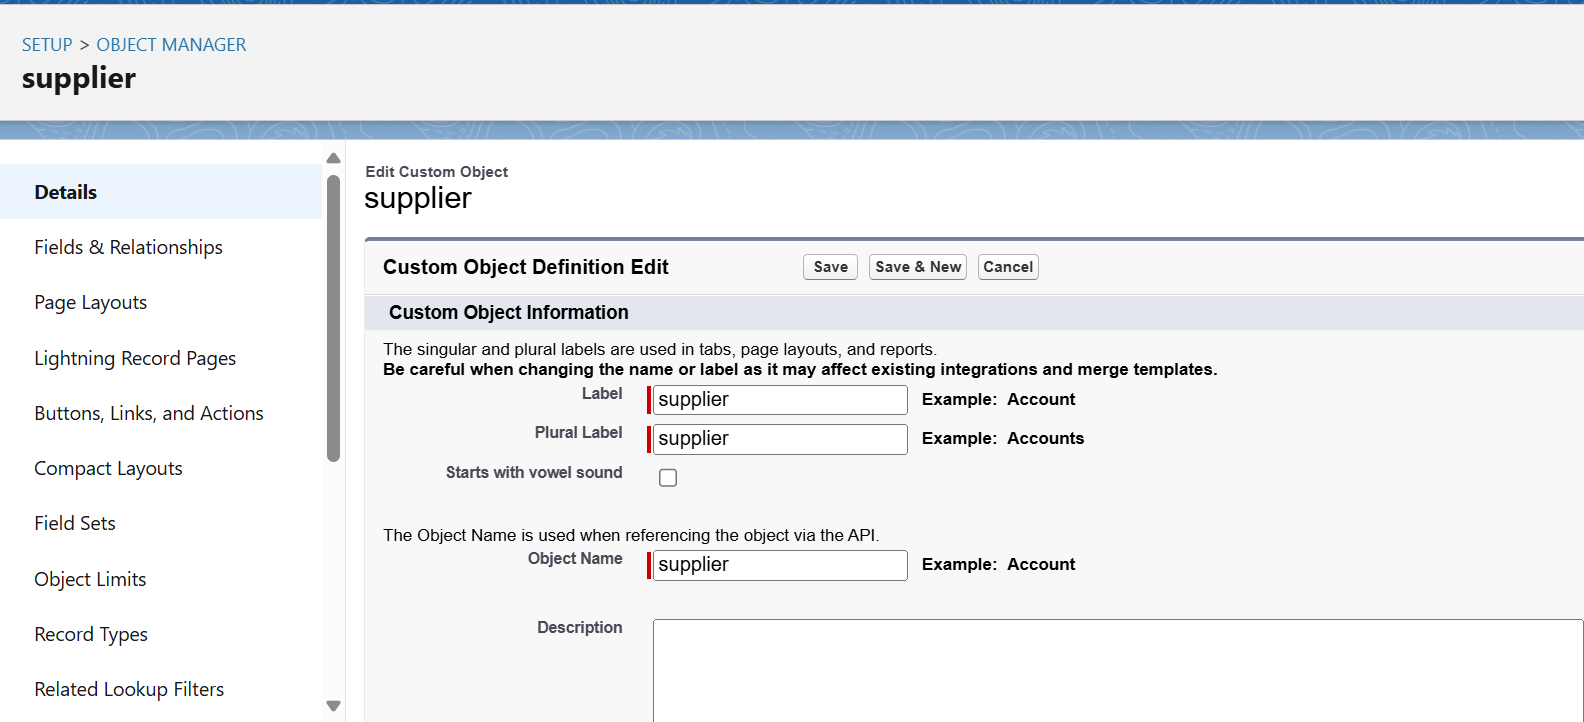 SETUP > OBJECT MANAGER
supplier
Details
Fields & Relationships
Page Layouts
Lightning Record Pages
Buttons, Links, and Actions
Compact Layouts
Field Sets
Object Limits
Record Types
Related Lookup Filters
Edit Custom Object
supplier
Custom Object Definition Edit Save Save & New Cancel
Custom Object Information
The singular and plural labels are used in tabs, page layouts, and reports.
Be careful when changing the name or label as it may affect existing integrations and merge templates.
Label supplier Example: Account
Plural Label supplier Example: Accounts
Starts with vowel sound
The Object Name is used when referencing the object via the API.
Object Name supplier Example: Account
Description